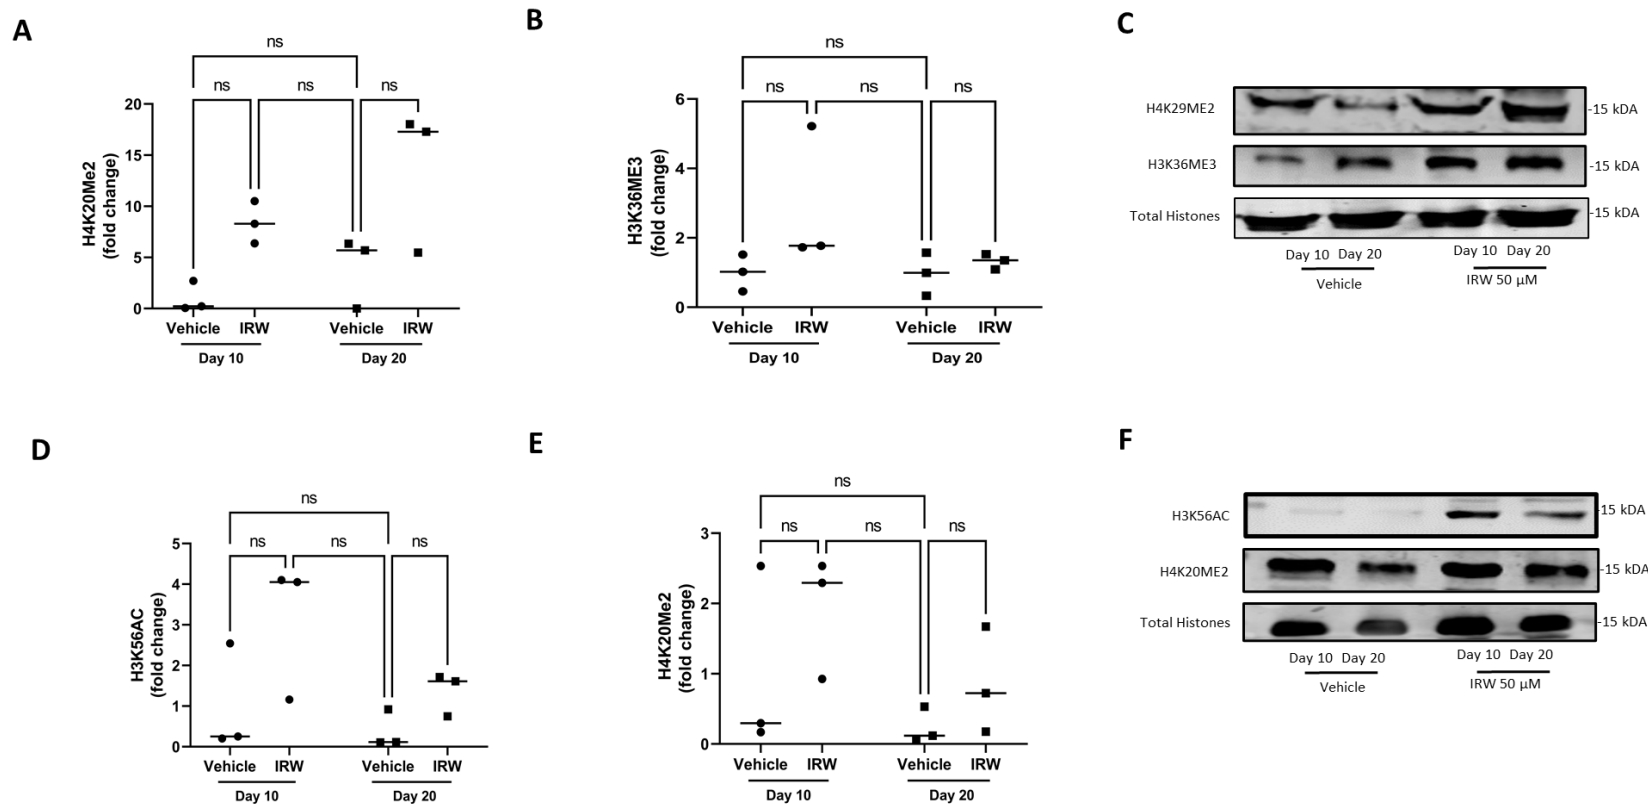 A
ns
ns
ns
ns
20
15
10
5
0
H4K20Me2
(fold change)
Vehicle
IRW
Vehicle
IRW
Day 10
Day 20
B
ns
ns
ns
ns
6
4
2
0
H3K36ME3
(fold change)
Vehicle
IRW
Vehicle
IRW
Day 10
Day 20
C
H4K29ME2
-15 kDA
H3K36ME3
-15 kDA
Total Histones
-15 kDA
Day 10 Day 20
Day 10 Day 20
Vehicle
IRW 50 µM
D
ns
ns
ns
ns
5
4
3
2
1
0
H3K56AC
(fold change)
Vehicle
IRW
Vehicle
IRW
Day 10
Day 20
E
ns
ns
ns
ns
3
2
1
0
H4K20Me2
(fold change)
Vehicle
IRW
Vehicle
IRW
Day 10
Day 20
F
H3K56AC
-15 kDA
H4K20ME2
-15 kDA
Total Histones
-15 kDA
Day 10 Day 20
Day 10 Day 20
Vehicle
IRW 50 µM